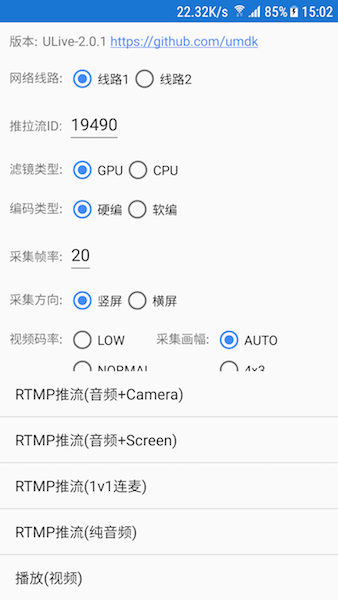 22.32K/s 85% 15:02
版本: ULive-2.0.1 https://github.com/umdk
网络线路: 线路1 线路2
推拉流ID: 19490
滤镜类型: GPU CPU
编码类型: 硬编 软编
采集帧率: 20
采集方向: 竖屏 横屏
视频码率: LOW 采集画幅: AUTO
NORMAL 4x3
RTMP推流(音频+Camera)
RTMP推流(音频+Screen)
RTMP推流(1v1连麦)
RTMP推流(纯音频)
播放(视频)